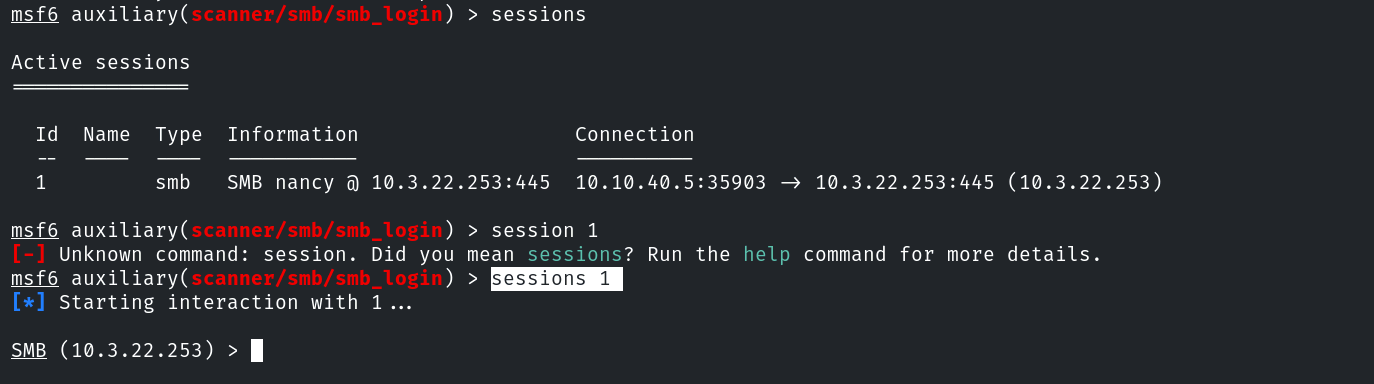 msf6 auxiliary(scanner/smb/smb_login) > sessions
Active sessions
===============
Id  Name  Type  Information                  Connection
--  ----  ----  -----------                  ----------
1         smb   SMB nancy @ 10.3.22.253:445  10.10.40.5:35903 -> 10.3.22.253:445 (10.3.22.253)
msf6 auxiliary(scanner/smb/smb_login) > session 1
[-] Unknown command: session. Did you mean sessions? Run the help command for more details.
msf6 auxiliary(scanner/smb/smb_login) > sessions 1
[*] Starting interaction with 1...
SMB (10.3.22.253) >